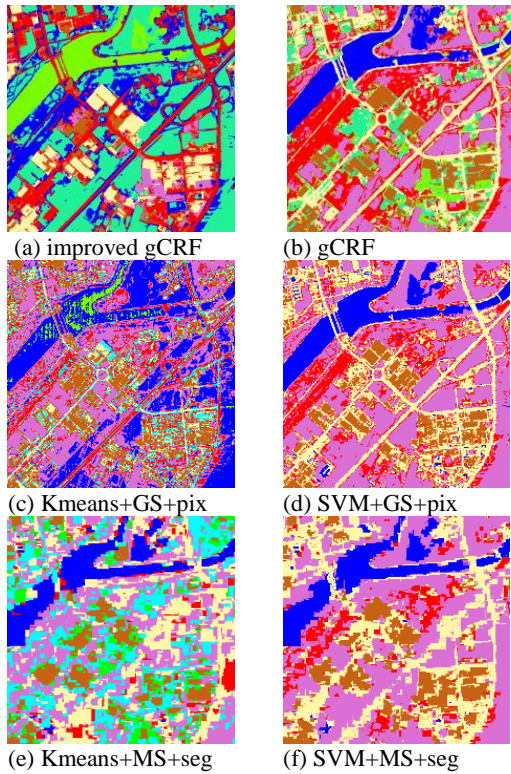 (a) improved gCRF
(b) gCRF
(c) Kmeans+GS+pix
(d) SVM+GS+pix
(e) Kmeans+MS+seg
(f) SVM+MS+seg